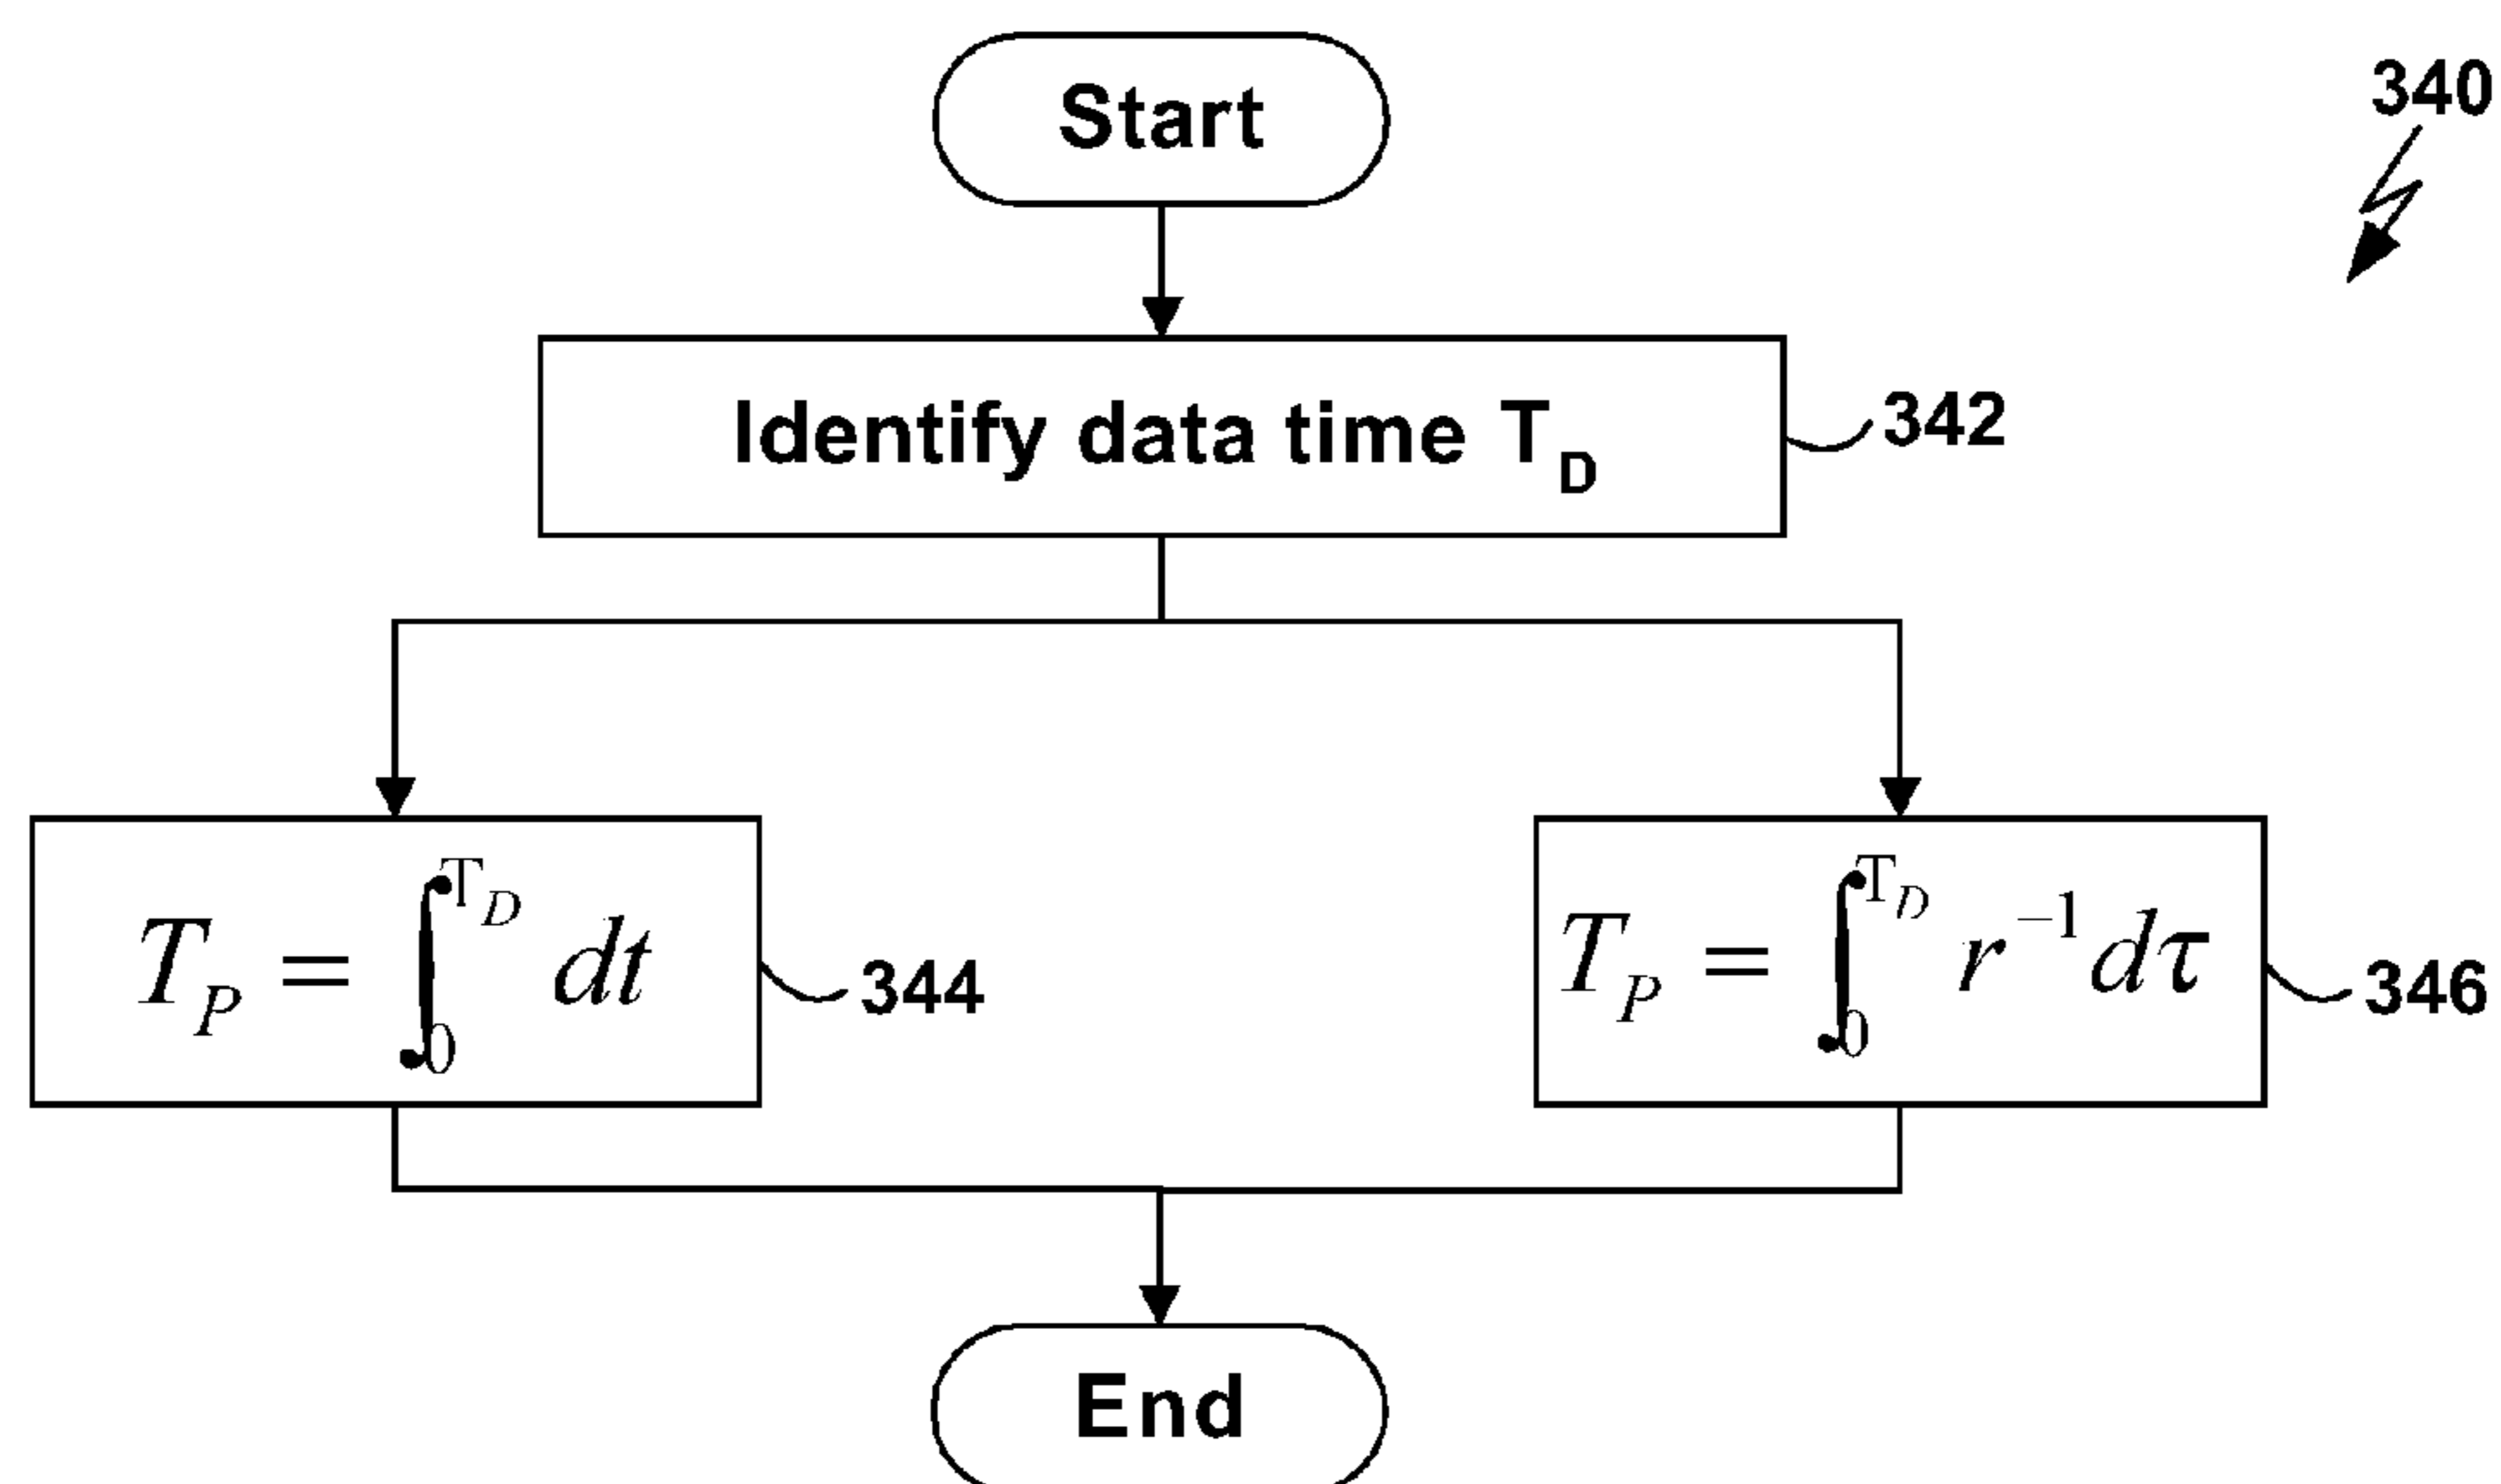 Start
340
Identify data time T_D
342
T_P = ∫_0^{T_D} dt
344
T_P = ∫_0^{T_D} r^{-1} dτ
346
End